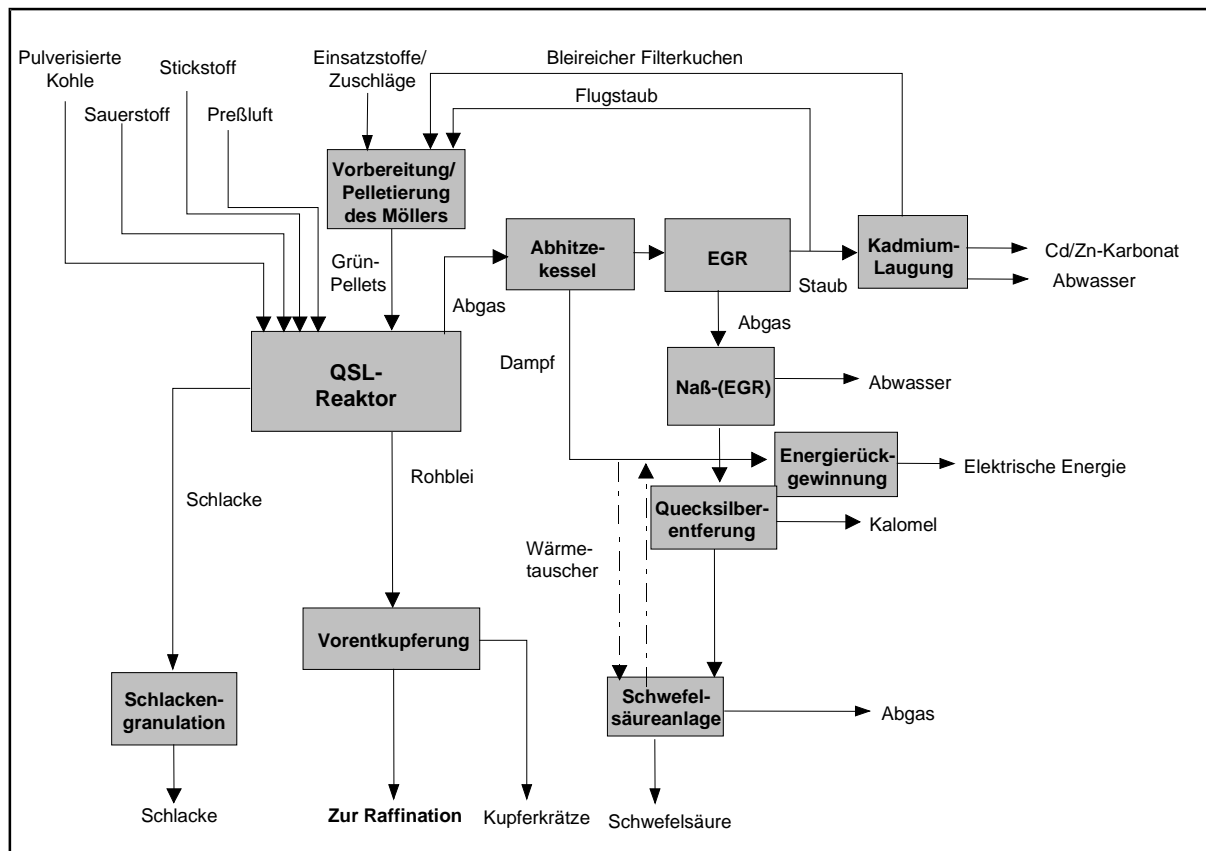 Pulverisierte
Kohle
Stickstoff
Sauerstoff
Preßluft
Einsatzstoffe/
Zuschläge
Bleireicher Filterkuchen
Flugstaub
Vorbereitung/
Pelletierung
des Möllers
Grün-
Pellets
Abgas
Abhitze-
kessel
EGR
Staub
Kadmium-
Laugung
Cd/Zn-Karbonat
Abwasser
Abgas
Dampf
QSL-
Reaktor
Naß-(EGR)
Abwasser
Energierück-
gewinnung
Elektrische Energie
Rohblei
Schlacke
Quecksilber-
entferung
Kalomel
Wärme-
tauscher
Vorentkupferung
Schlacken-
granulation
Schwefel-
säureanlage
Abgas
Schlacke
Zur Raffination
Kupferkrätze
Schwefelsäure